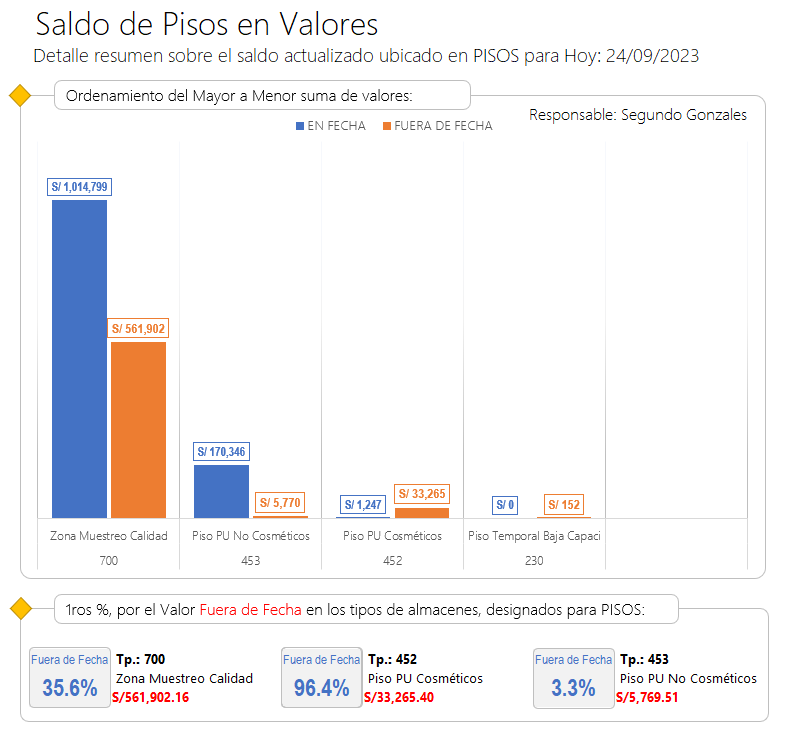 Saldo de Pisos en Valores
Detalle resumen sobre el saldo actualizado ubicado en PISOS para Hoy: 24/09/2023
Ordenamiento del Mayor a Menor suma de valores:
Responsable: Segundo Gonzales
EN FECHA FUERA DE FECHA
S/ 1,014,799
S/ 561,902
S/ 170,346
S/ 5,770
S/ 1,247
S/ 33,265
S/ 0
S/ 152
Zona Muestreo Calidad Piso PU No Cosméticos Piso PU Cosméticos Piso Temporal Baja Capaci
700 453 452 230
1ros %, por el Valor Fuera de Fecha en los tipos de almacenes, designados para PISOS:
Fuera de Fecha
35.6%
Tp.: 700
Zona Muestreo Calidad
S/561,902.16
Fuera de Fecha
96.4%
Tp.: 452
Piso PU Cosméticos
S/33,265.40
Fuera de Fecha
3.3%
Tp.: 453
Piso PU No Cosméticos
S/5,769.51